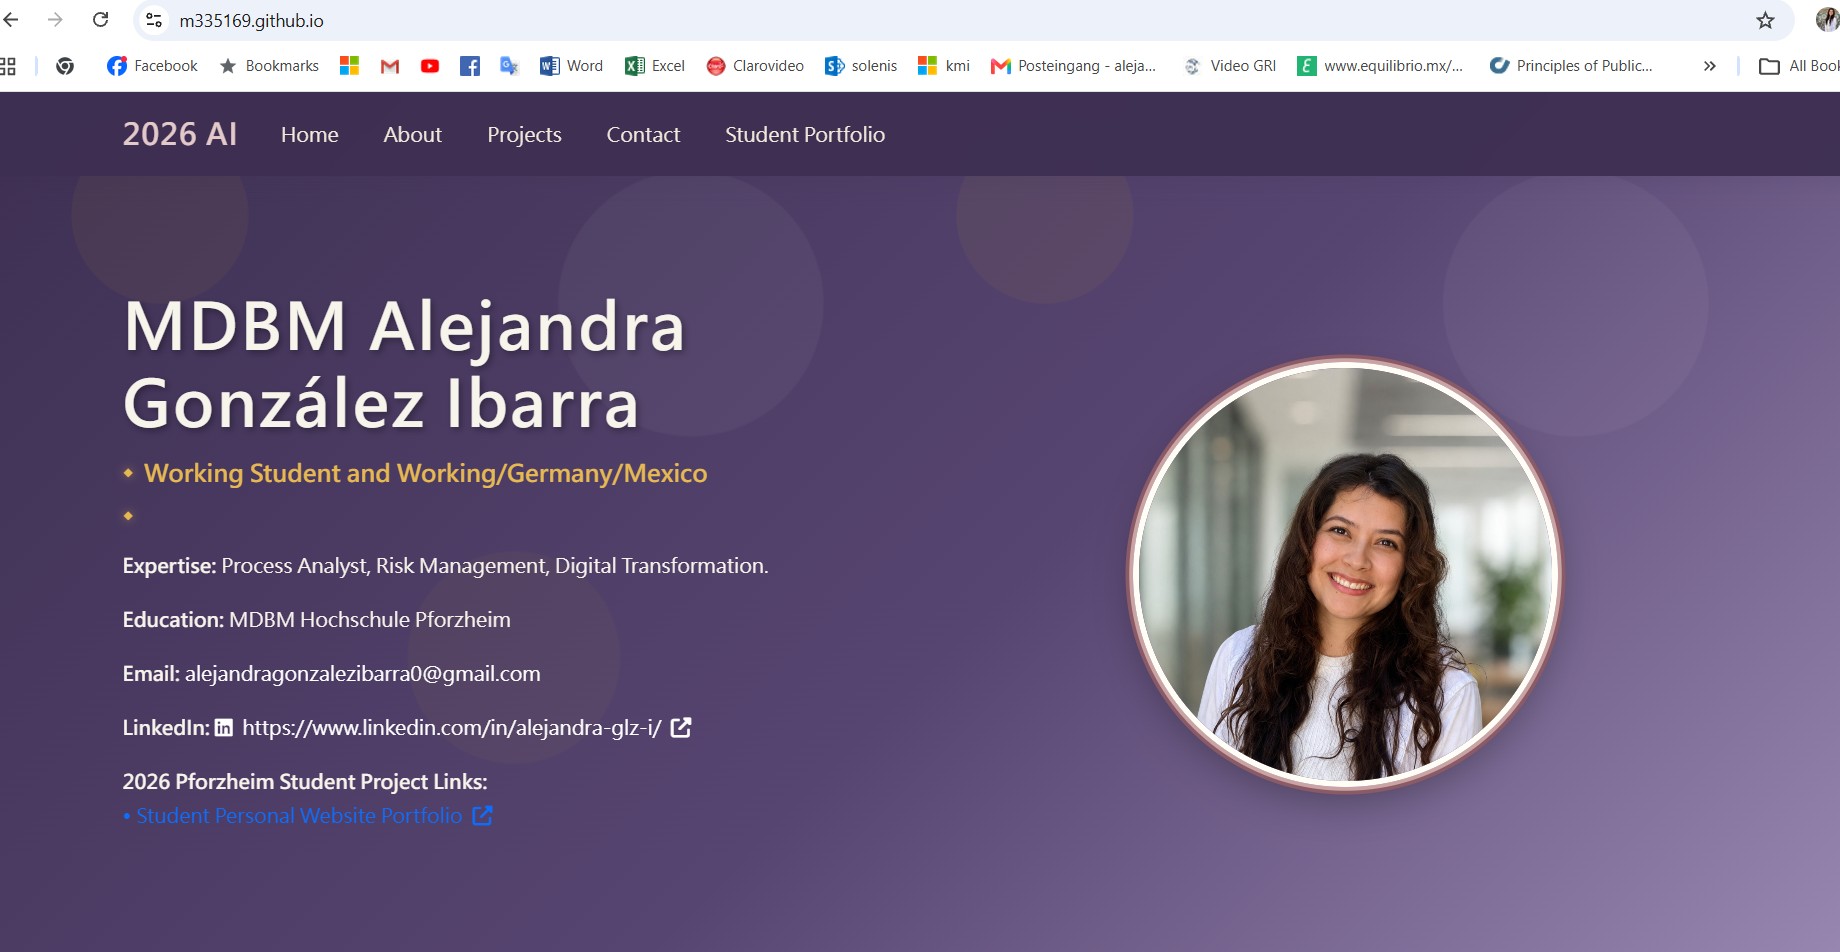 m335169.github.io
Facebook Bookmarks Word Excel Clarovideo solenis kmi Posteingang - aleja... Video GRI www.equilibrio.mx/... Principles of Public... » All Book
2026 AI Home About Projects Contact Student Portfolio
MDBM Alejandra
González Ibarra
Working Student and Working/Germany/Mexico
Expertise: Process Analyst, Risk Management, Digital Transformation.
Education: MDBM Hochschule Pforzheim
Email: alejandragonzalezibarra0@gmail.com
LinkedIn: https://www.linkedin.com/in/alejandra-glz-i/
2026 Pforzheim Student Project Links:
• Student Personal Website Portfolio